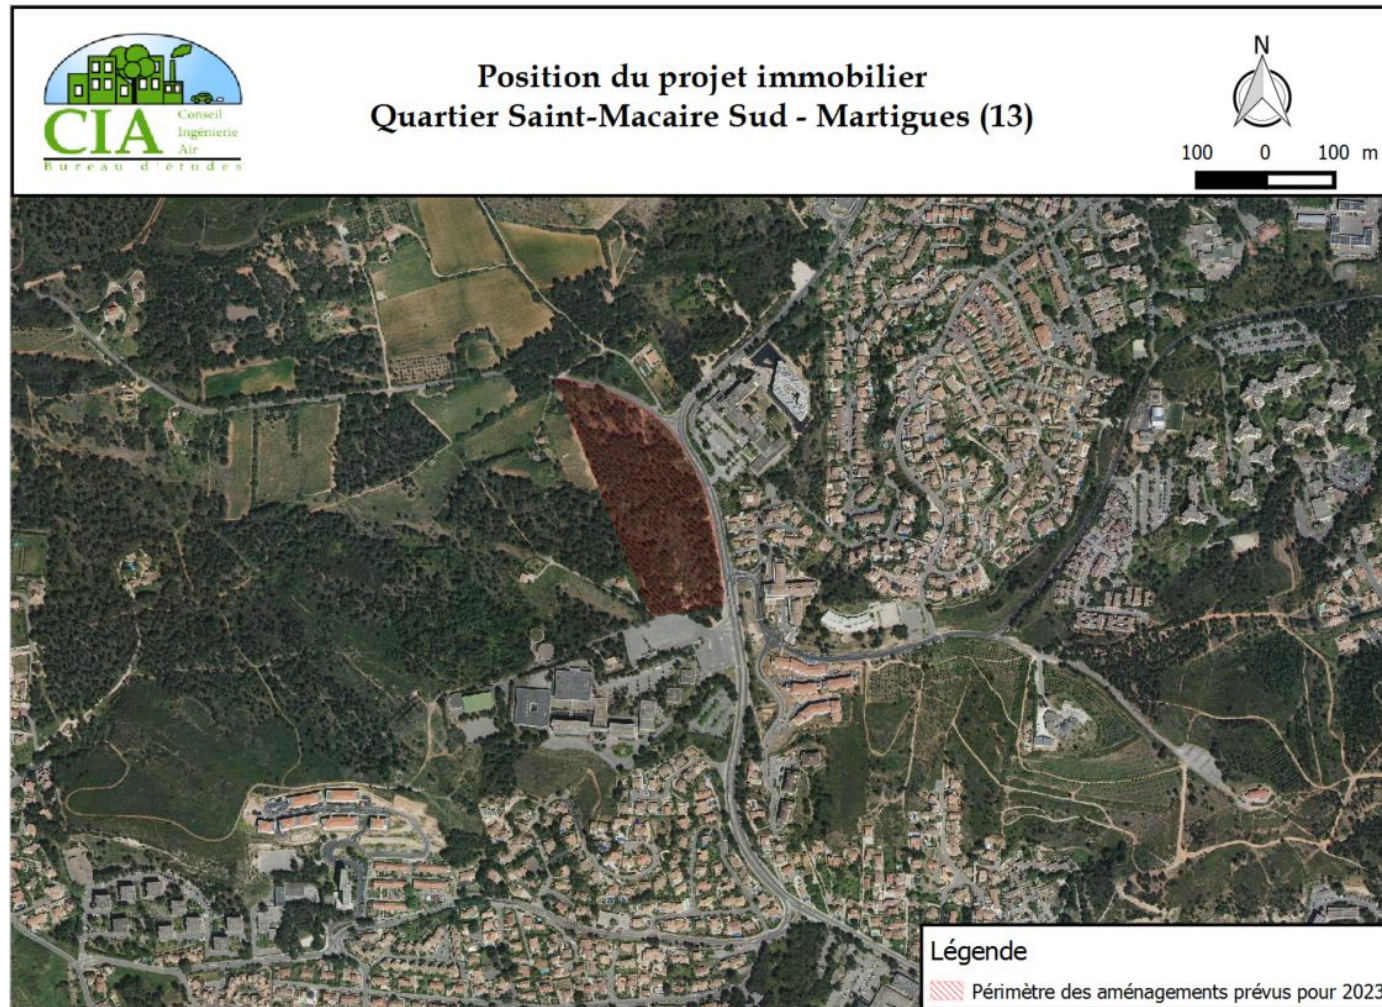 CIA
Conseil
Ingénierie
Air
Bureau d'études
Position du projet immobilier
Quartier Saint-Macaire Sud - Martigues (13)
N
100 0 100 m
Légende
Périmètre des aménagements prévus pour 2023